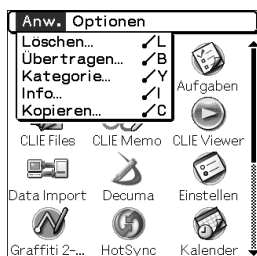 Anw. Optionen
Löschen... ✓L
Übertragen... ✓B
Kategorie... ✓Y
Info... ✓I
Kopieren... ✓C
Aufgaben
CLIE Files CLIE Memo CLIE Viewer
Data Import Decuma Einstellen
Graffiti 2-... HotSync Kalender